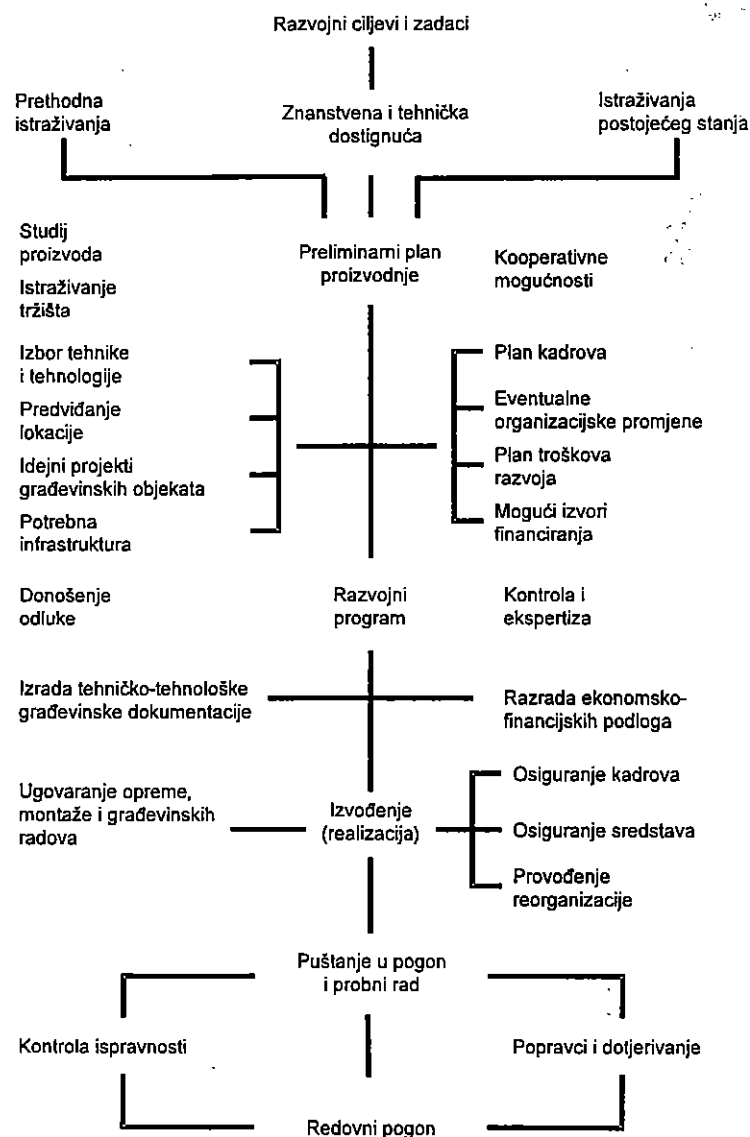 Razvojni ciljevi i zadaci
Prethodna
istraživanja
Znanstvena i tehnička
dostignuća
Istraživanja
postojećeg stanja
Studij
proizvoda
Preliminarni plan
proizvodnje
Kooperativne
mogućnosti
Istraživanje
tržišta
Izbor tehnike
i tehnologije
Plan kadrova
Predviđanje
lokacije
Eventualne
organizacijske promjene
Idejni projekti
građevinskih objekata
Plan troškova
razvoja
Potrebna
infrastruktura
Mogući izvori
financiranja
Donošenje
odluke
Razvojni
program
Kontrola i
ekspertiza
Izrada tehničko-tehnološke
građevinske dokumentacije
Razrada ekonomsko-
financijskih podloga
Ugovaranje opreme,
montaže i građevinskih
radova
Izvođenje
(realizacija)
Osiguranje kadrova
Osiguranje sredstava
Provođenje
reorganizacije
Puštanje u pogon
i probni rad
Kontrola ispravnosti
Popravci i dotjerivanje
Redovni pogon